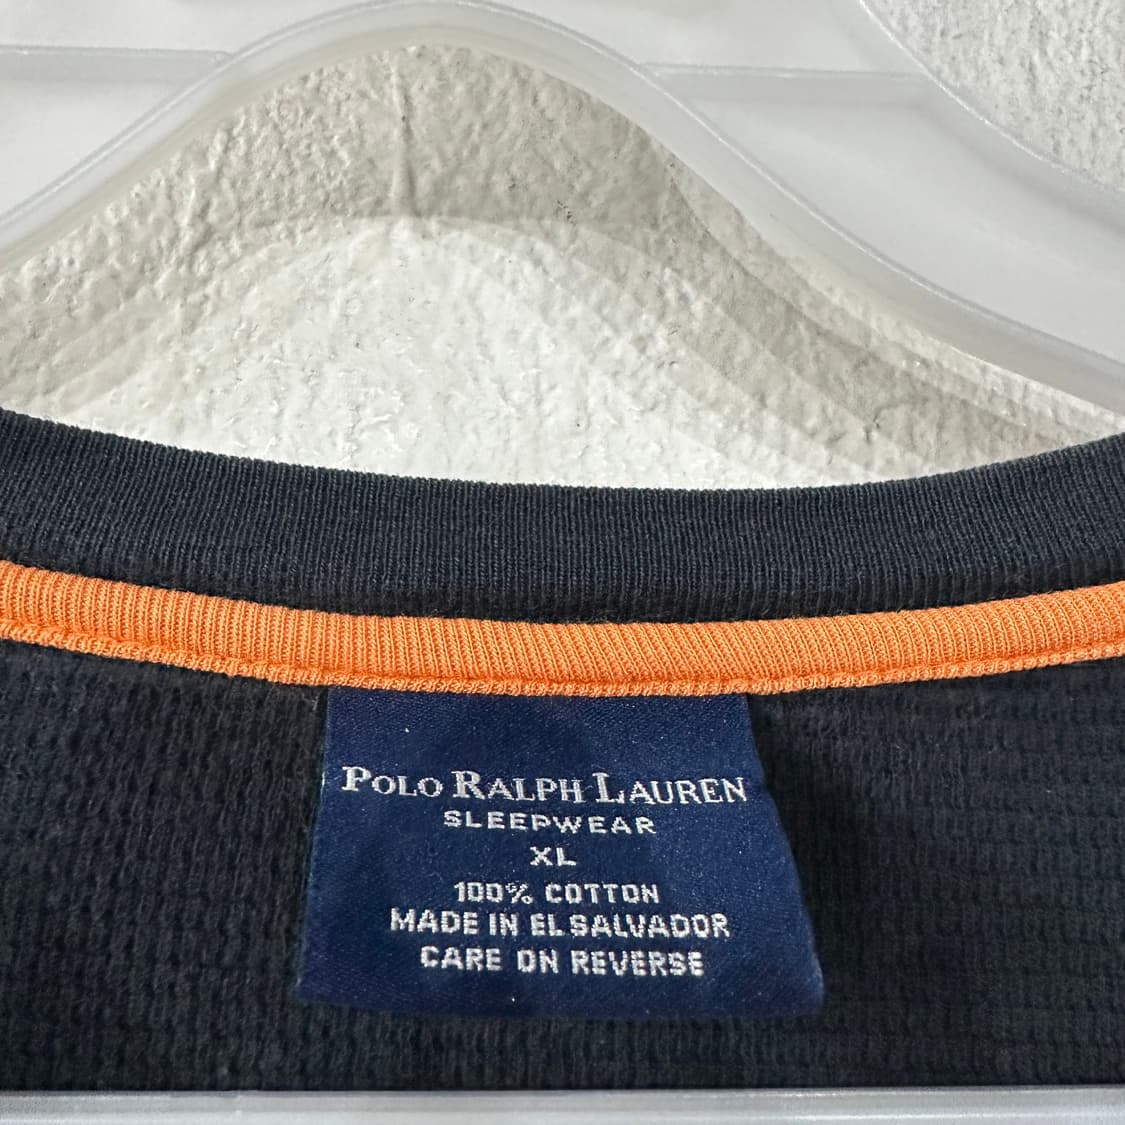 POLO RALPH LAUREN
SLEEPWEAR
XL
100% COTTON
MADE IN EL SALVADOR
CARE ON REVERSE